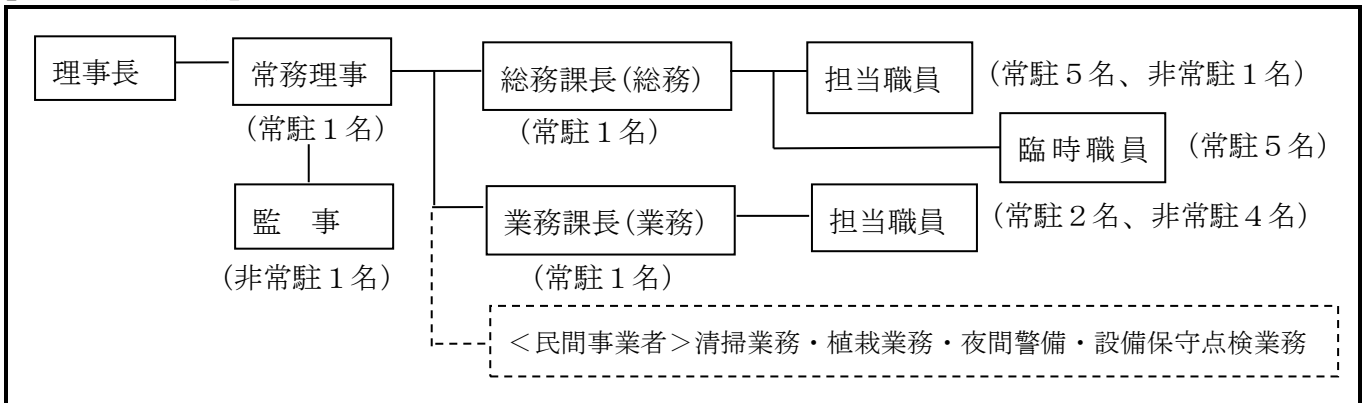 理事長
常務理事
(常駐1名)
監 事
(非常駐1名)
総務課長(総務)
(常駐1名)
担当職員
(常駐5名、非常駐1名)
臨時職員
(常駐5名)
業務課長(業務)
(常駐1名)
担当職員
(常駐2名、非常駐4名)
<民間事業者>清掃業務・植栽業務・夜間警備・設備保守点検業務